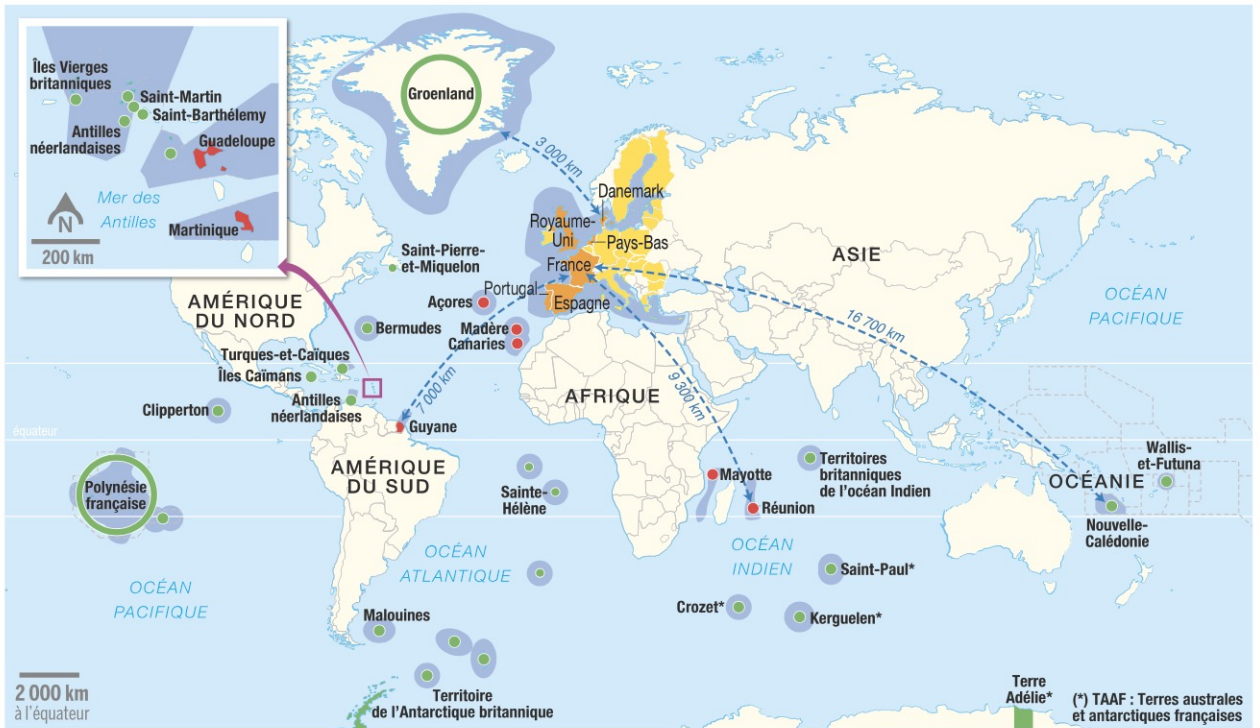 Îles Vierges
britanniques
Saint-Martin
Saint-Barthélemy
Antilles
néerlandaises
Guadeloupe
Mer des
Antilles
N
Martinique
200 km
Groenland
3 000 km
Danemark
Royaume-
Uni
Pays-Bas
France
Portugal
Espagne
ASIE
OCÉAN
PACIFIQUE
Saint-Pierre-
et-Miquelon
AMÉRIQUE
DU NORD
Açores
Bermudes
Madère
Canaries
16 700 km
Turques-et-Caïques
Îles Caïmans
7 000 km
AFRIQUE
9 300 km
Clipperton
Antilles
néerlandaises
Guyane
équateur
Polynésie
française
AMÉRIQUE
DU SUD
Sainte-
Hélène
Mayotte
Réunion
Territoires
britanniques
de l'océan Indien
Wallis-
et-Futuna
OCÉANIE
Nouvelle-
Calédonie
OCÉAN
ATLANTIQUE
OCÉAN
INDIEN
OCÉAN
PACIFIQUE
Saint-Paul*
Crozet*
Kerguelen*
Malouines
Territoire
de l'Antarctique britannique
2 000 km
à l'équateur
Terre
Adélie*
(*) TAAF : Terres australes
et antarctiques françaises